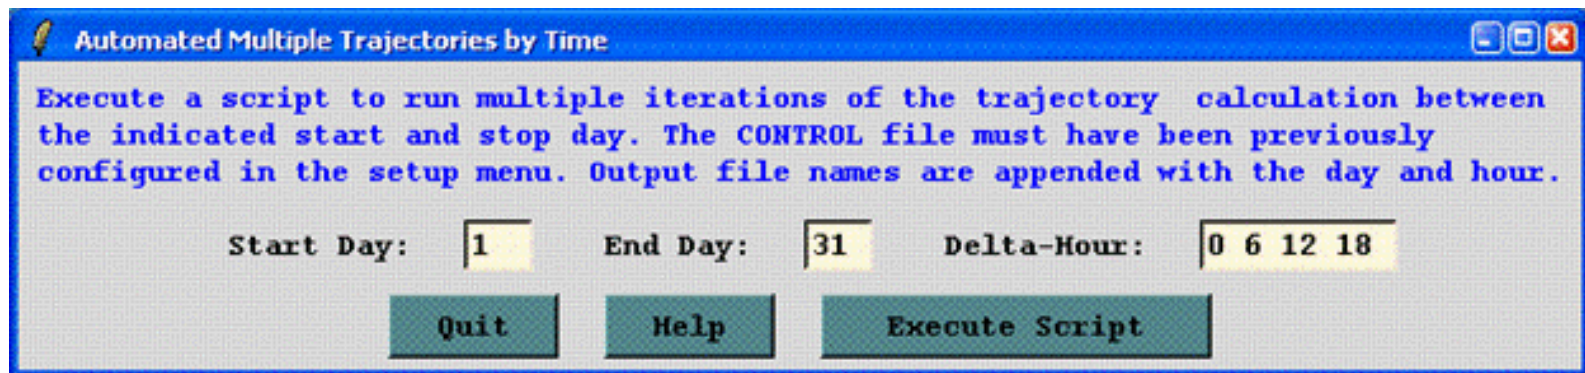 Automated Multiple Trajectories by Time
Execute a script to run multiple iterations of the trajectory  calculation between
the indicated start and stop day. The CONTROL file must have been previously
configured in the setup menu. Output file names are appended with the day and hour.
Start Day: 1 End Day: 31 Delta-Hour: 0 6 12 18
Quit Help Execute Script